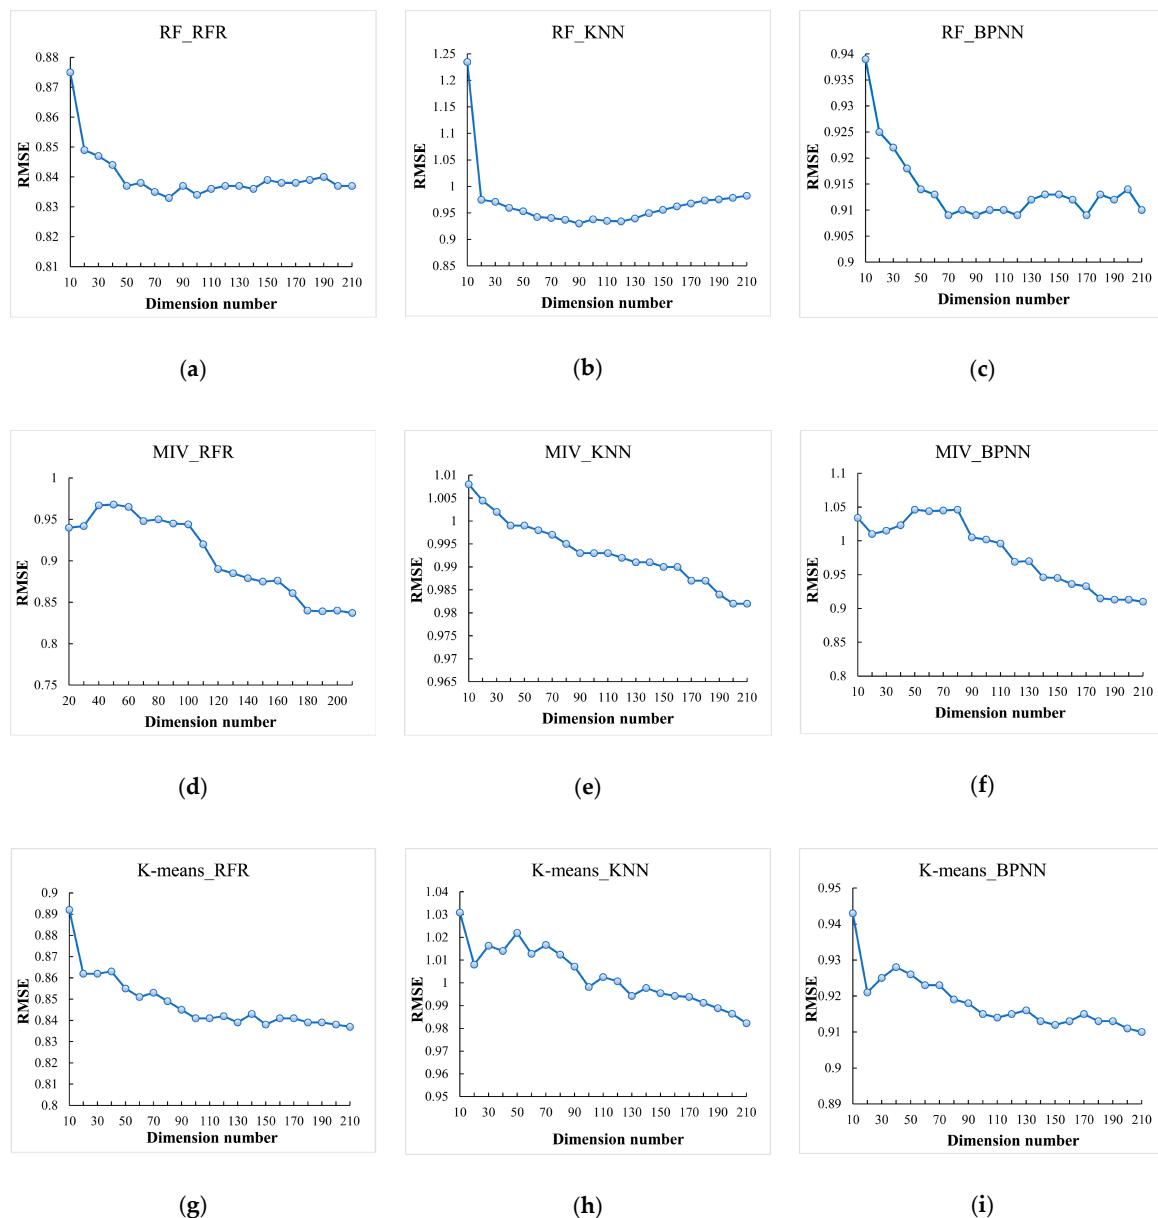 RF_RFR
0.88
0.87
0.86
0.85
0.84
0.83
0.82
0.81
RMSE
10 30 50 70 90 110 130 150 170 190 210
Dimension number
(a)
RF_KNN
1.25
1.2
1.15
1.1
1.05
1
0.95
0.9
0.85
RMSE
10 30 50 70 90 110 130 150 170 190 210
Dimension number
(b)
RF_BPNN
0.94
0.935
0.93
0.925
0.92
0.915
0.91
0.905
0.9
RMSE
10 30 50 70 90 110 130 150 170 190 210
Dimension number
(c)
MIV_RFR
1
0.95
0.9
0.85
0.8
0.75
RMSE
20 40 60 80 100 120 140 160 180 200
Dimension number
(d)
MIV_KNN
1.01
1.005
1
0.995
0.99
0.985
0.98
0.975
0.97
0.965
RMSE
10 30 50 70 90 110 130 150 170 190 210
Dimension number
(e)
MIV_BPNN
1.1
1.05
1
0.95
0.9
0.85
0.8
RMSE
10 30 50 70 90 110 130 150 170 190 210
Dimension number
(f)
K-means_RFR
0.9
0.89
0.88
0.87
0.86
0.85
0.84
0.83
0.82
0.81
0.8
RMSE
10 30 50 70 90 110 130 150 170 190 210
Dimension number
(g)
K-means_KNN
1.04
1.03
1.02
1.01
1
0.99
0.98
0.97
0.96
0.95
RMSE
10 30 50 70 90 110 130 150 170 190 210
Dimension number
(h)
K-means_BPNN
0.95
0.94
0.93
0.92
0.91
0.9
0.89
RMSE
10 30 50 70 90 110 130 150 170 190 210
Dimension number
(i)